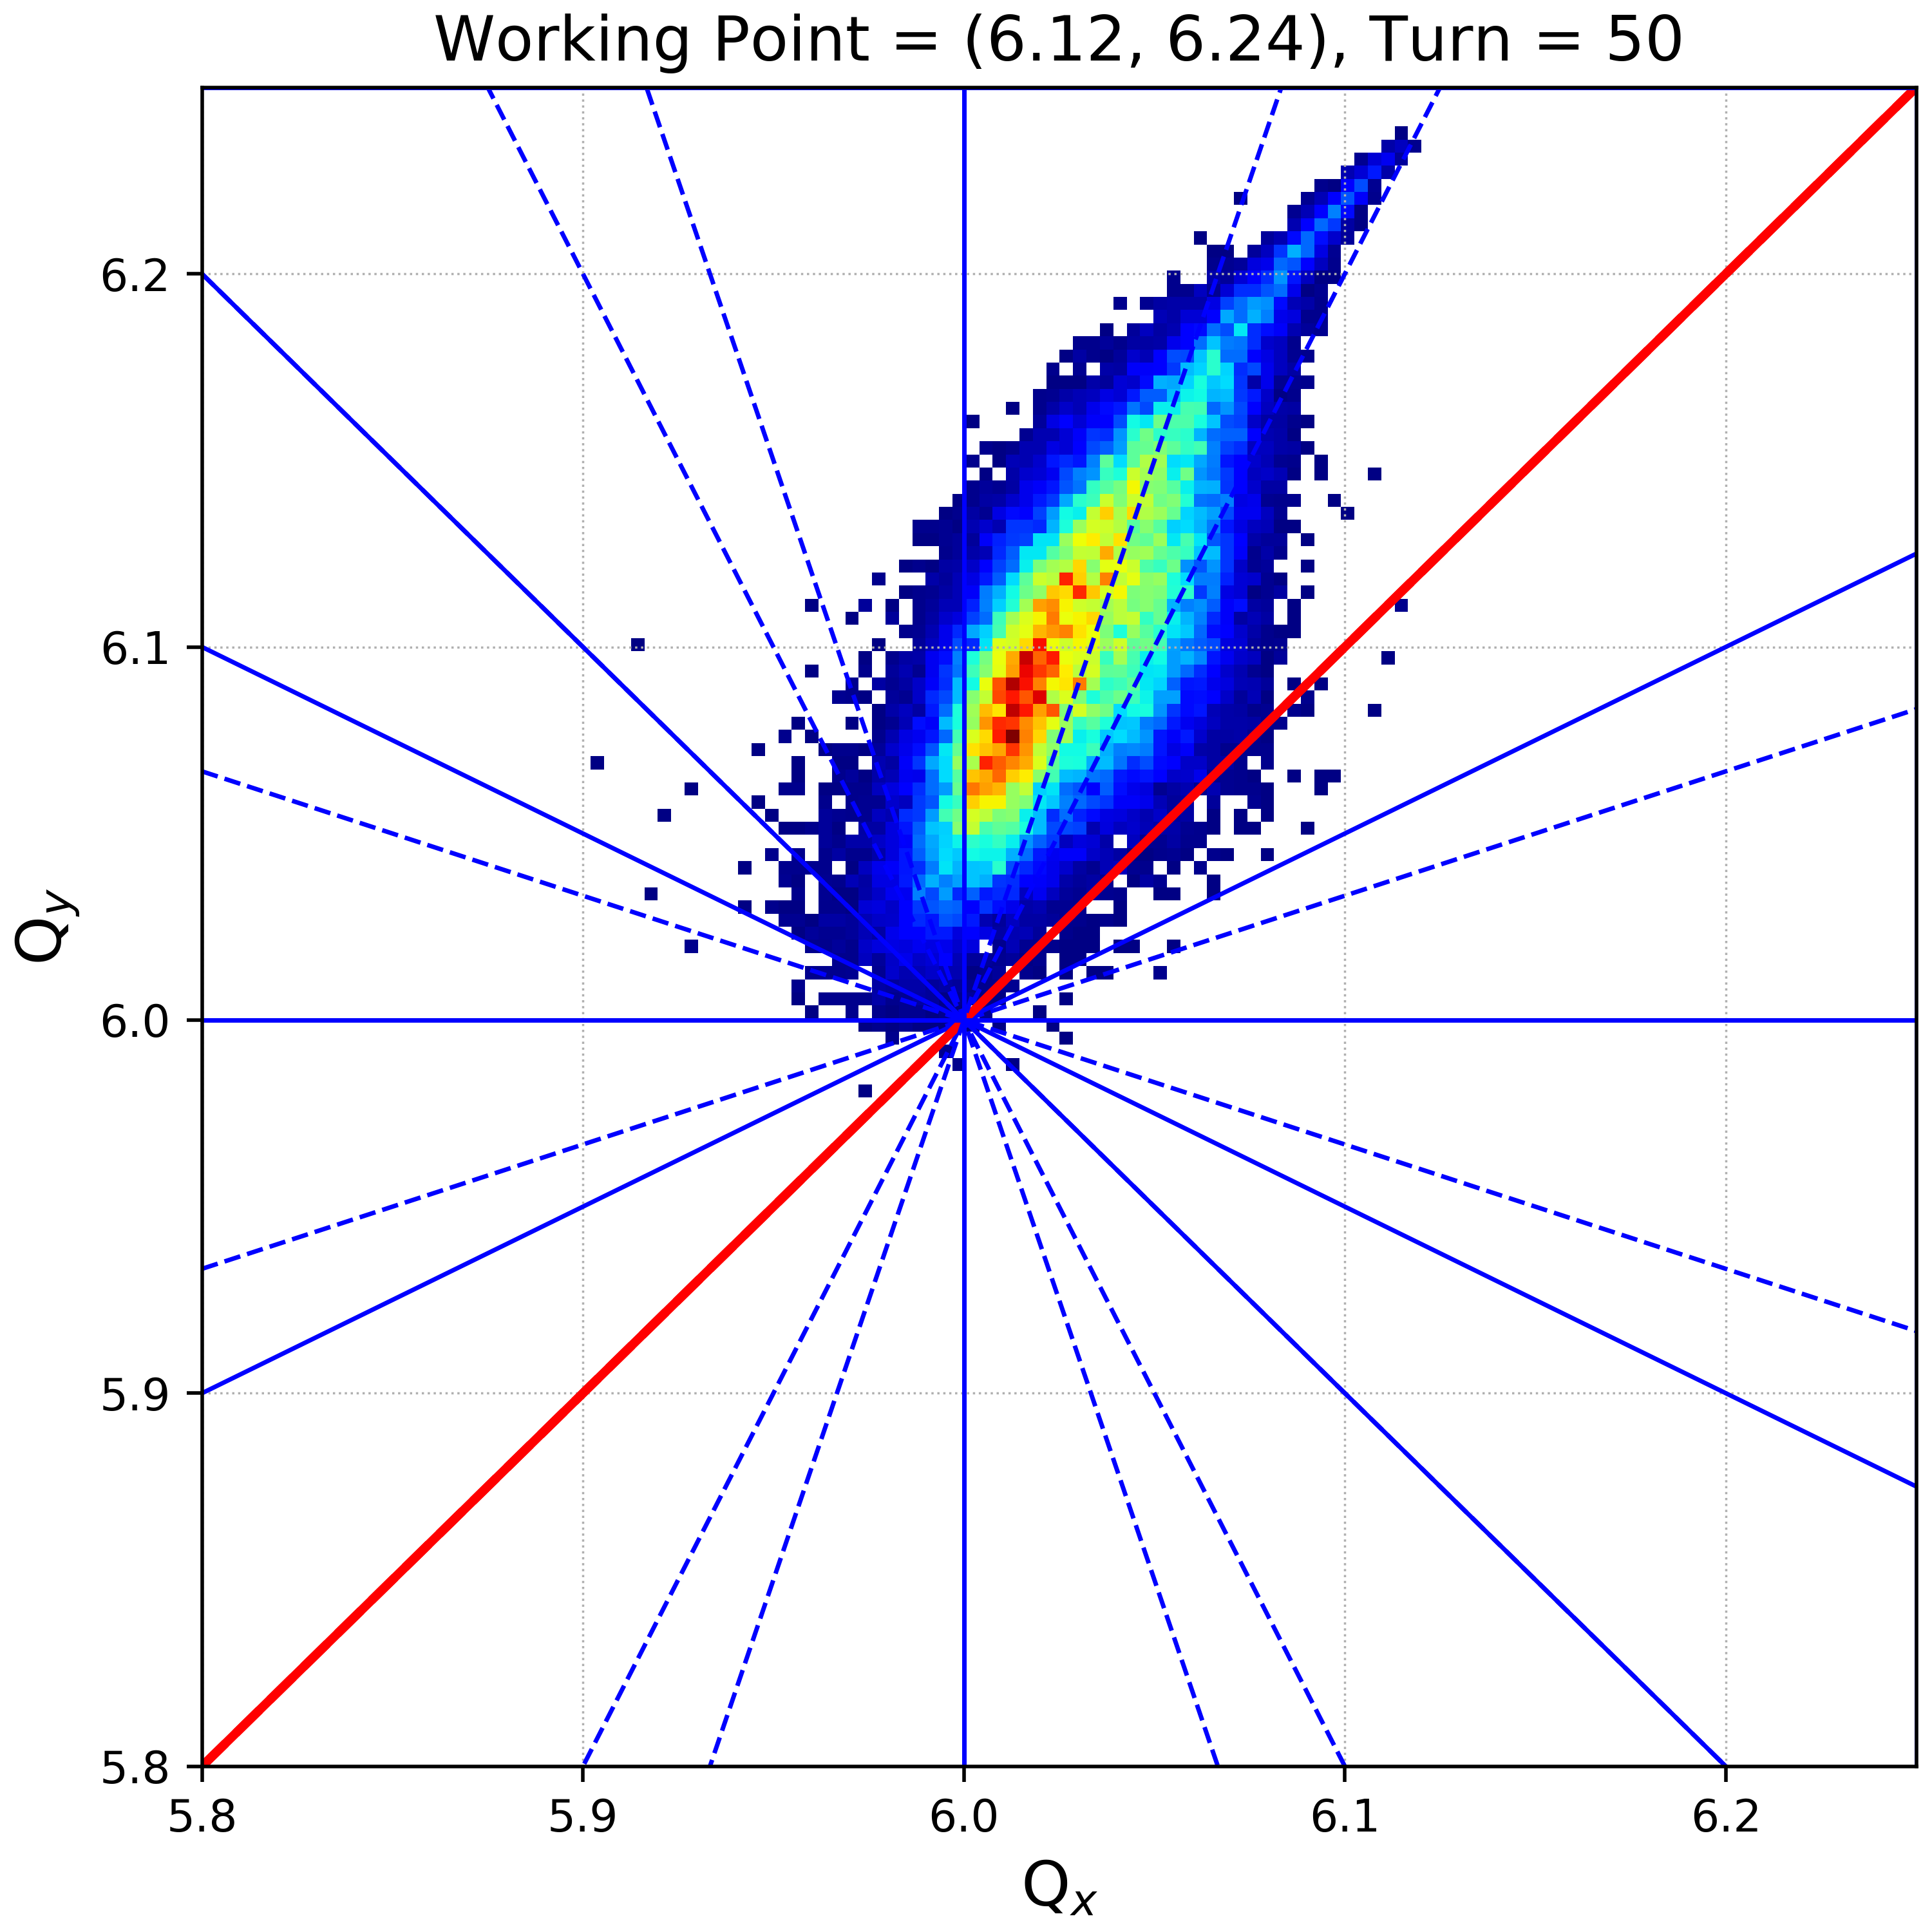 Working Point = (6.12, 6.24), Turn = 50
6.2
6.1
6.0
5.9
5.8
Qy
5.8 5.9 6.0 6.1 6.2
Qx